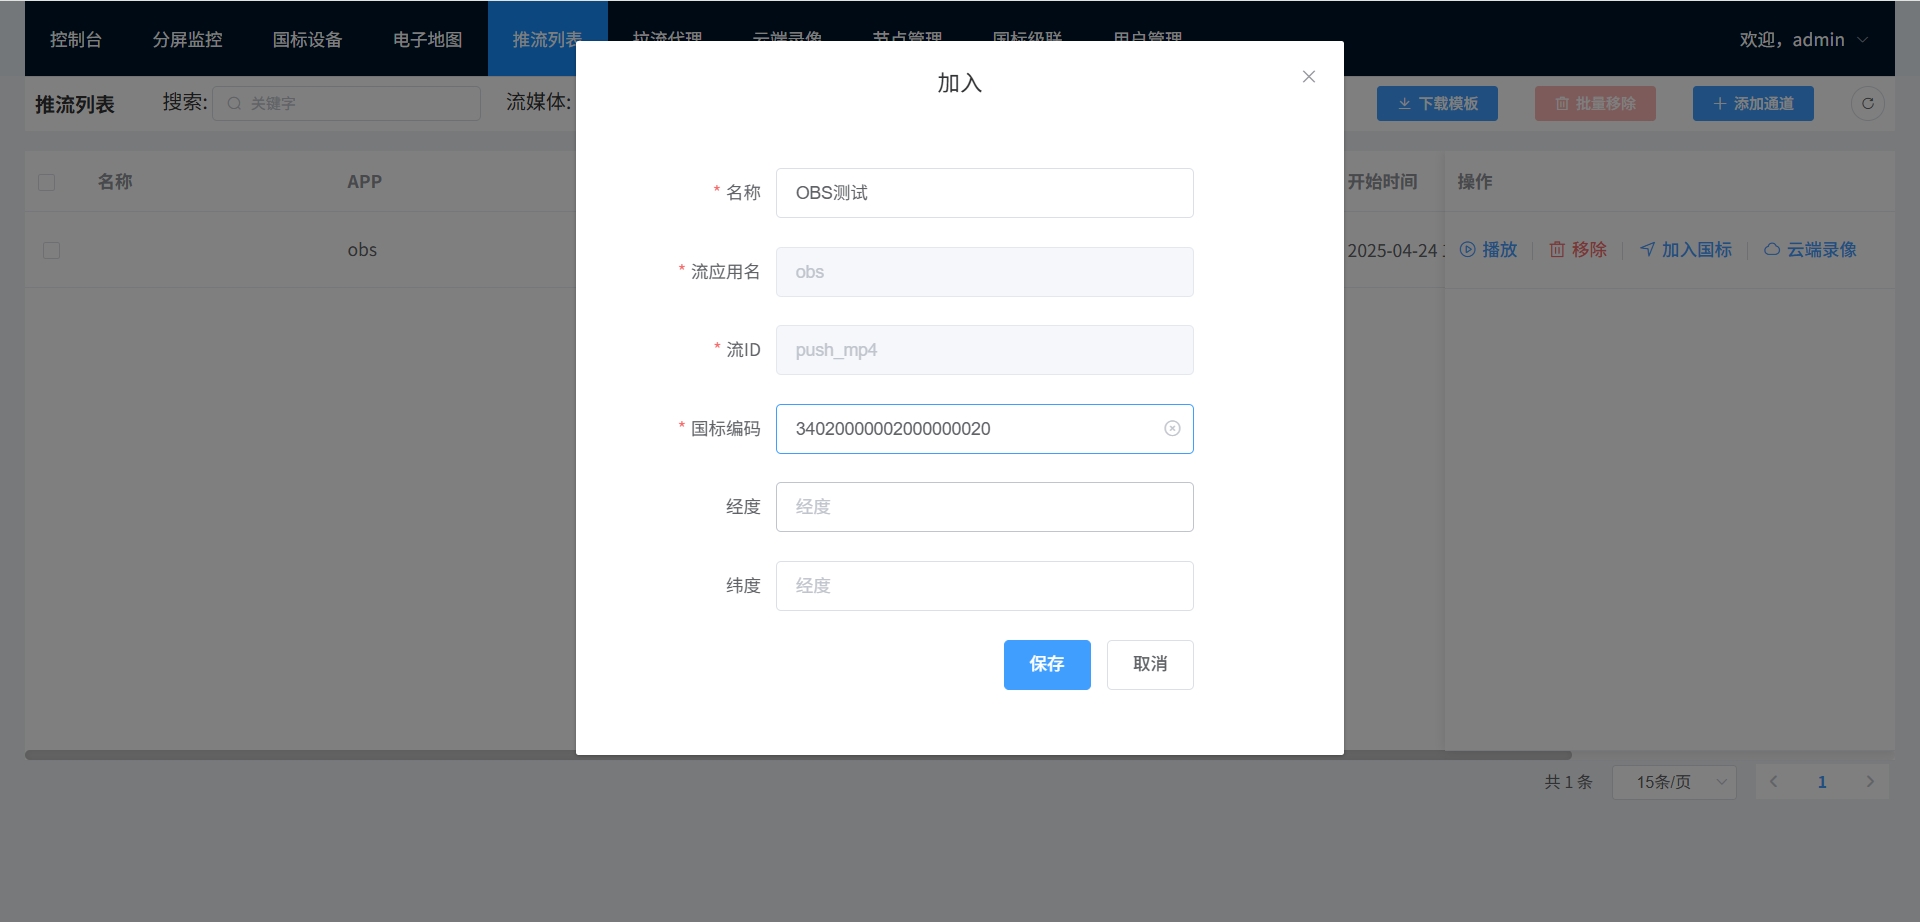 控制台 分屏监控 国标设备 电子地图 推流列表 拉流代理 云端录像 节点管理 国标级联 用户管理 欢迎，admin
推流列表 搜索: 关键字 流媒体: 下载模板 批量移除 添加通道
加入
名称 APP 开始时间 操作
obs 2025-04-24 播放 移除 加入国标 云端录像
* 名称 OBS测试
* 流应用名 obs
* 流ID push_mp4
* 国标编码 34020000002000000020
经度 经度
纬度 经度
保存 取消
共 1 条 15条/页 1